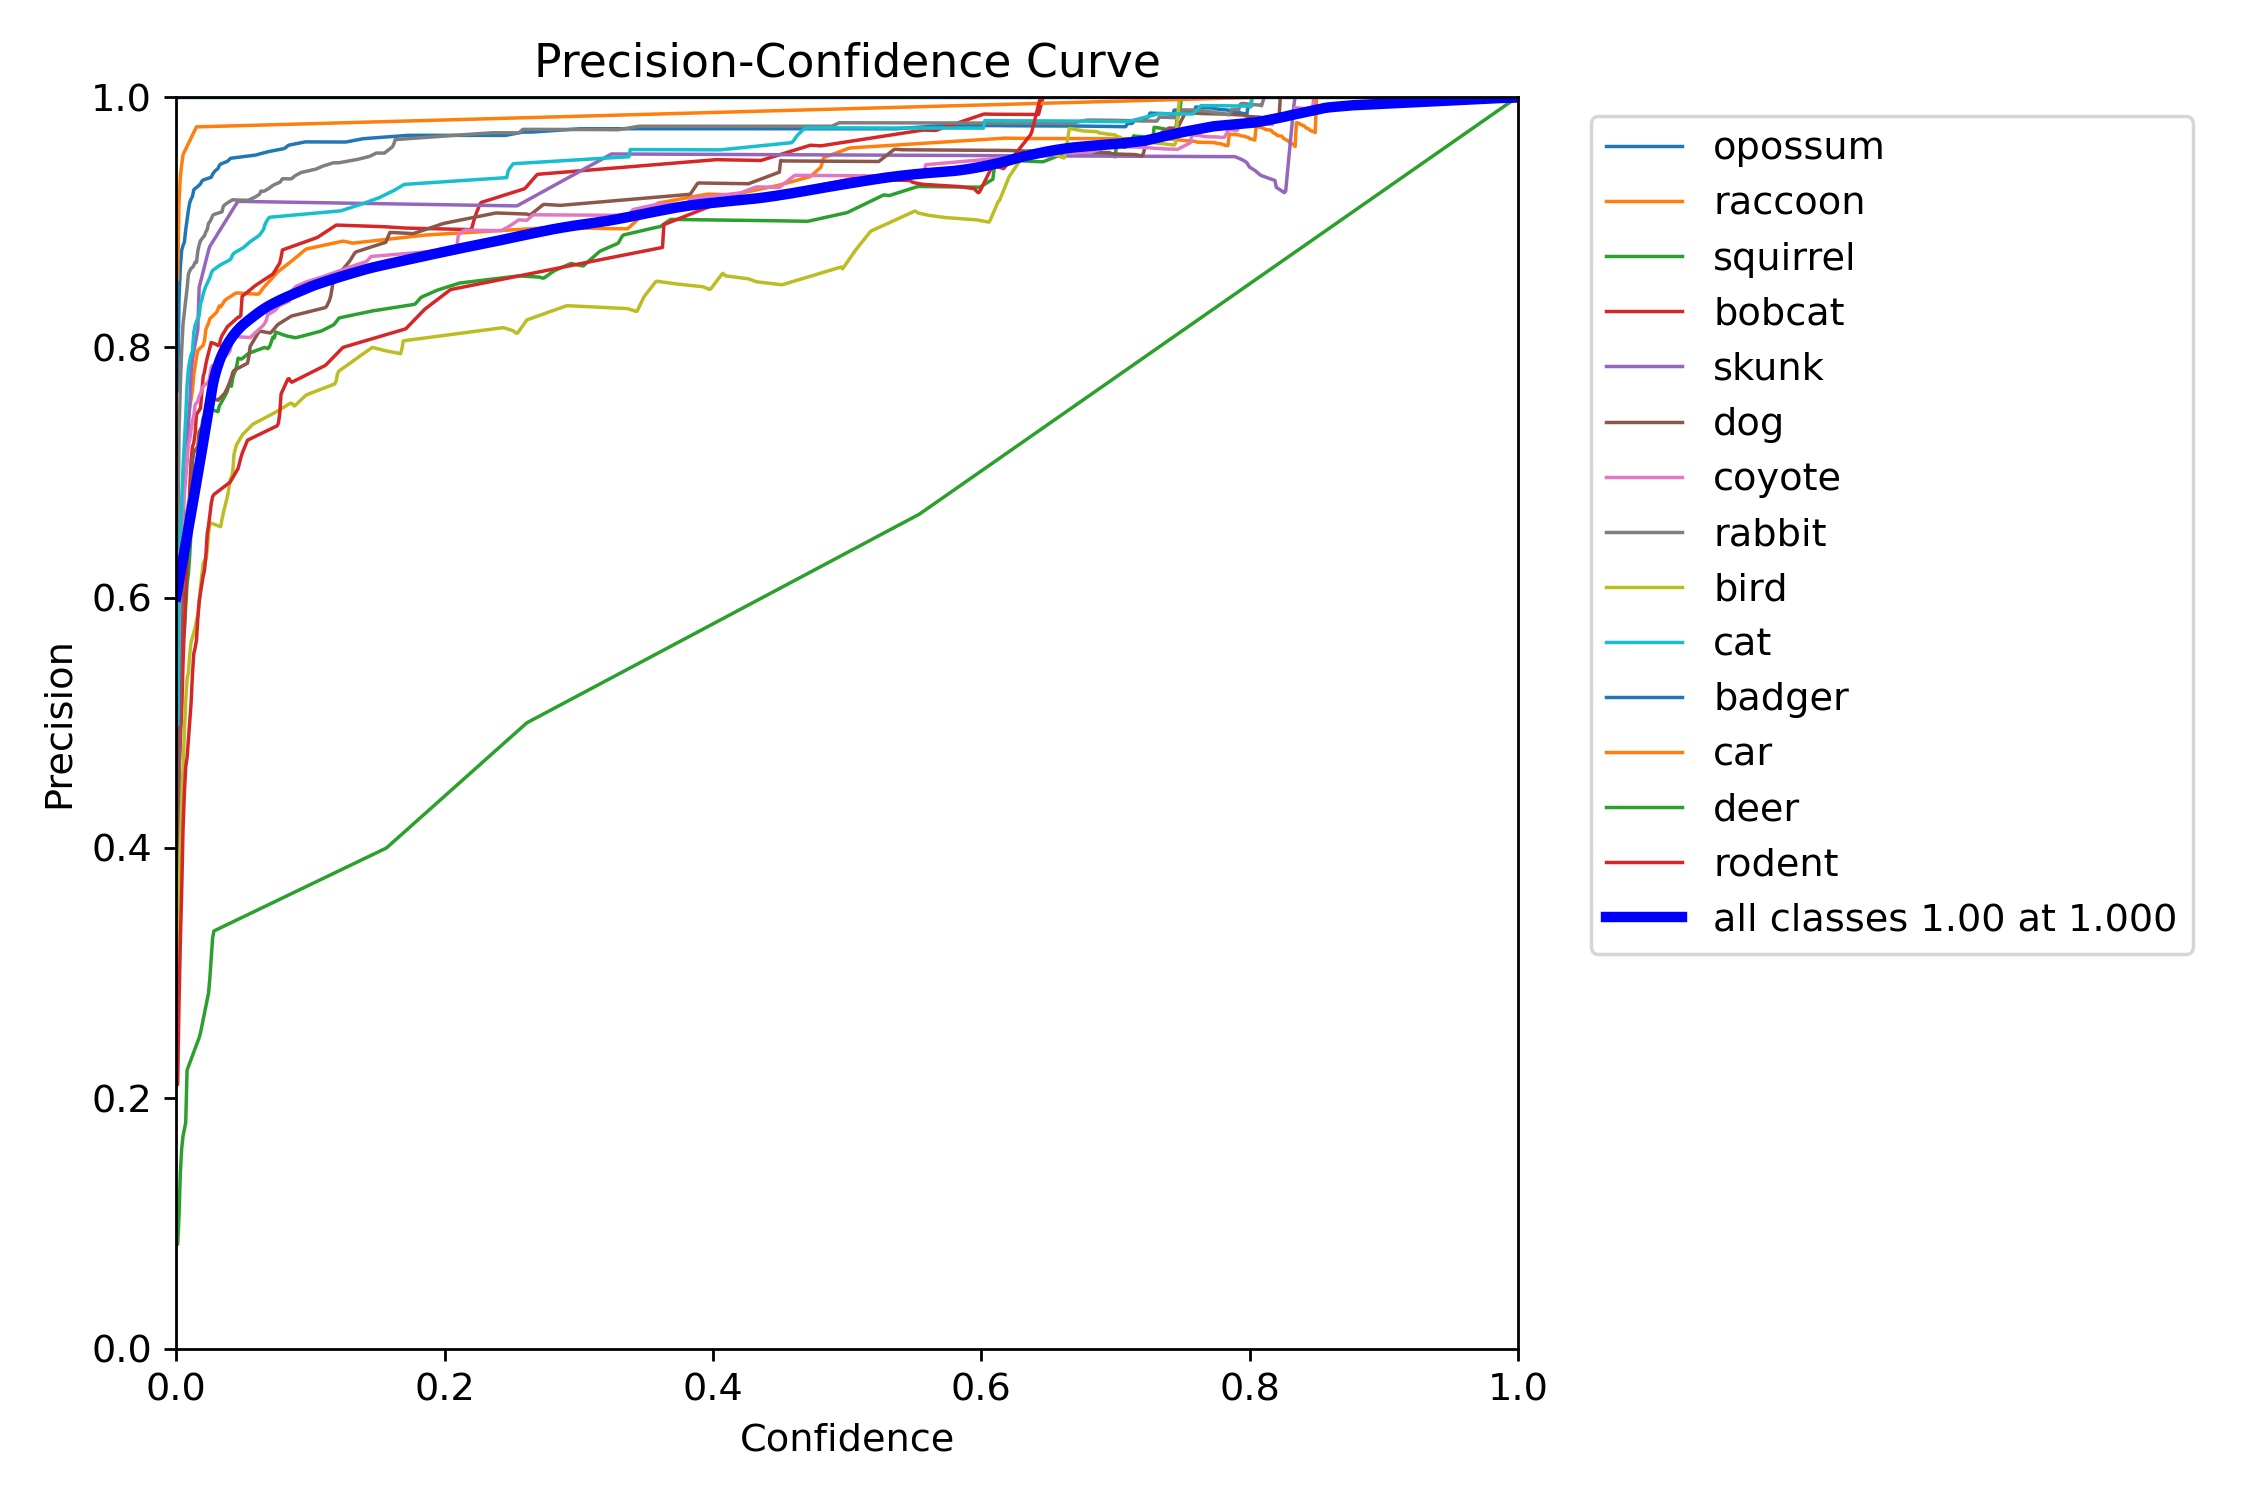 Precision-Confidence Curve
1.0
0.8
0.6
0.4
0.2
0.0
Precision
0.0 0.2 0.4 0.6 0.8 1.0
Confidence
opossum
raccoon
squirrel
bobcat
skunk
dog
coyote
rabbit
bird
cat
badger
car
deer
rodent
all classes 1.00 at 1.000